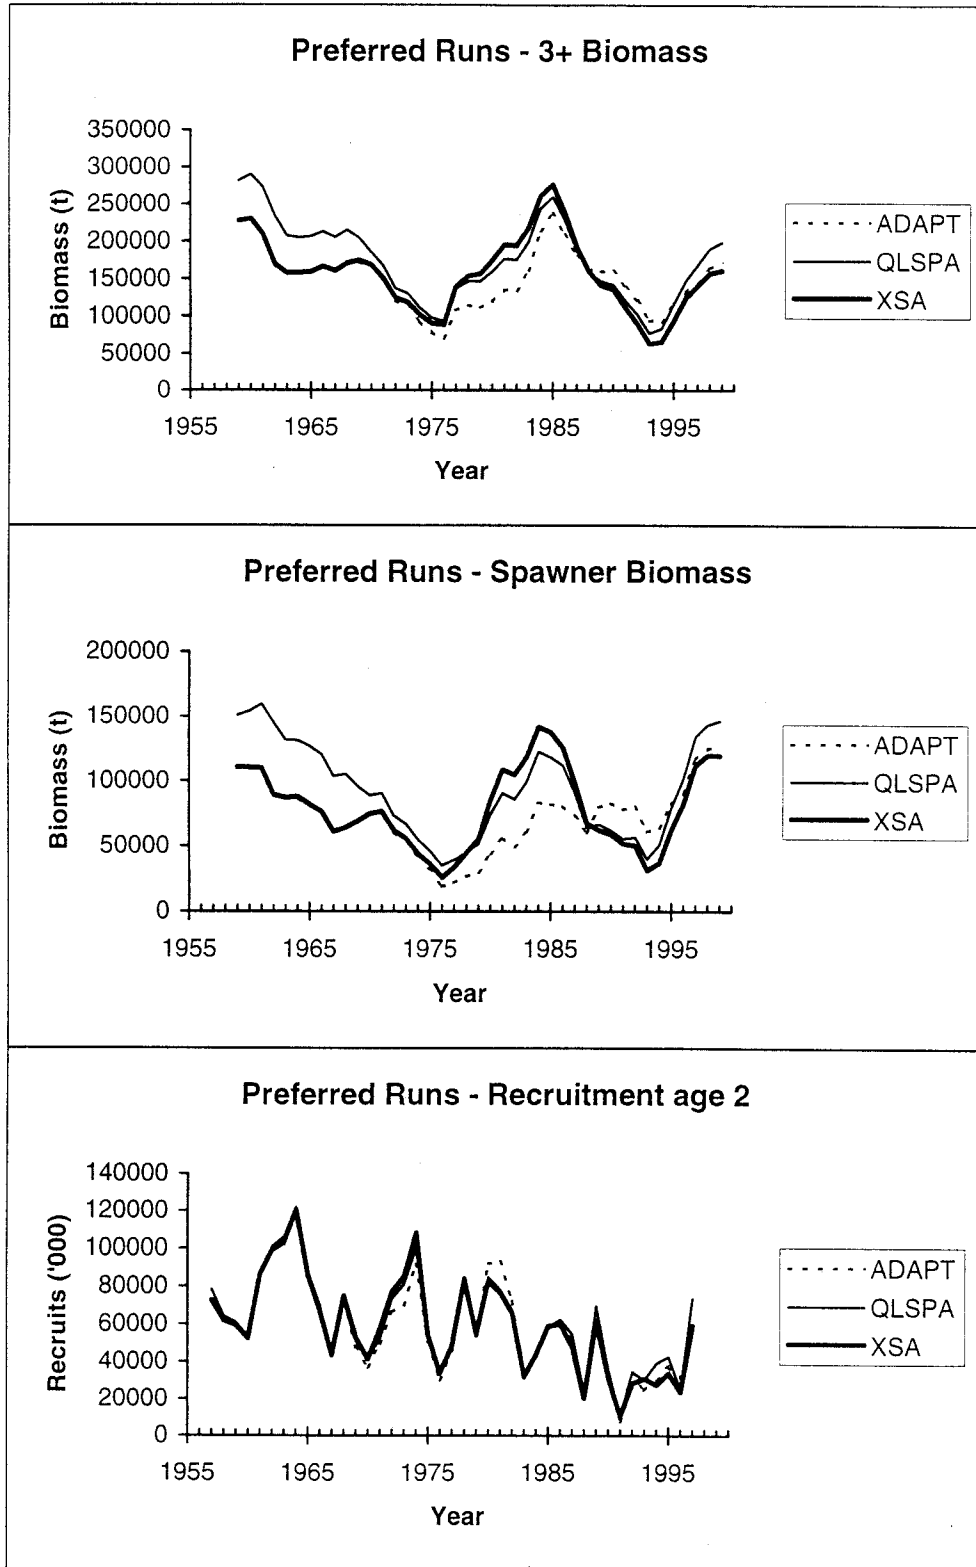 Preferred Runs - 3+ Biomass
350000
300000
250000
200000
150000
100000
50000
0
Biomass (t)
1955 1965 1975 1985 1995
Year
ADAPT
QLSPA
XSA
Preferred Runs - Spawner Biomass
200000
150000
100000
50000
0
Biomass (t)
1955 1965 1975 1985 1995
Year
ADAPT
QLSPA
XSA
Preferred Runs - Recruitment age 2
140000
120000
100000
80000
60000
40000
20000
0
Recruits ('000)
1955 1965 1975 1985 1995
Year
ADAPT
QLSPA
XSA